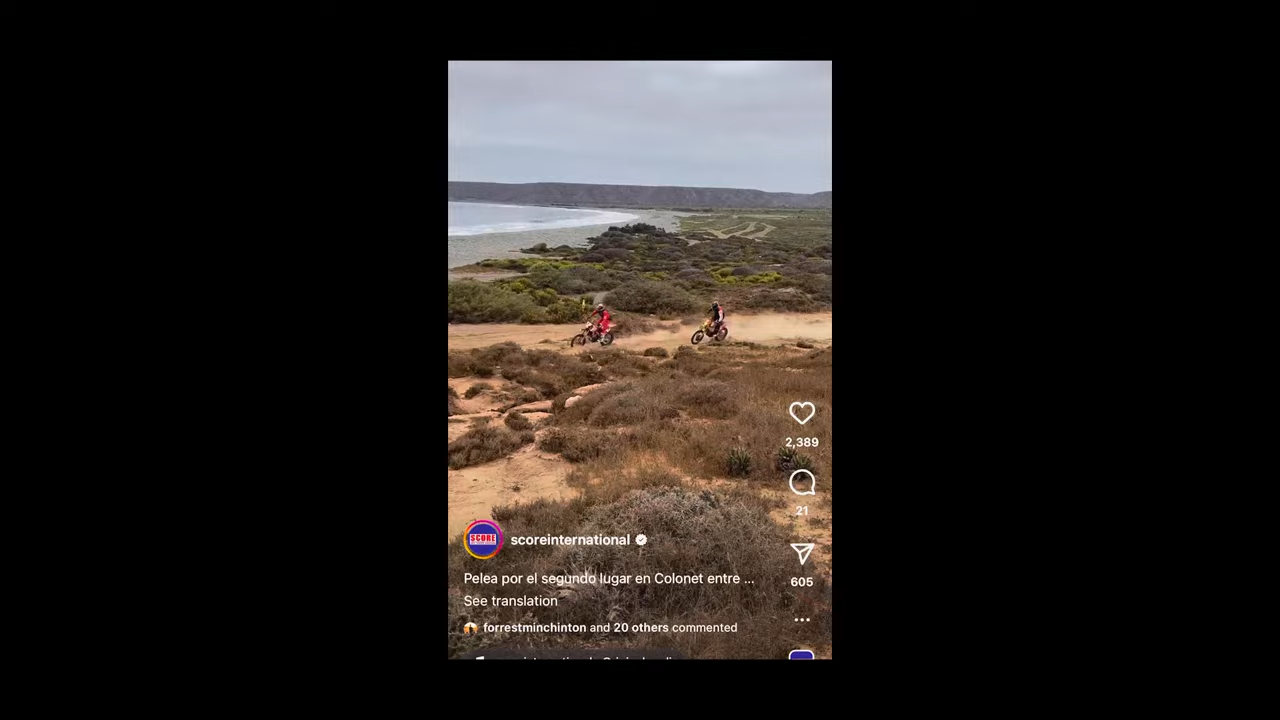 2,389
21
SCORE
scoreinternational
605
Pelea por el segundo lugar en Colonet entre ...
See translation
forrestminchinton and 20 others commented